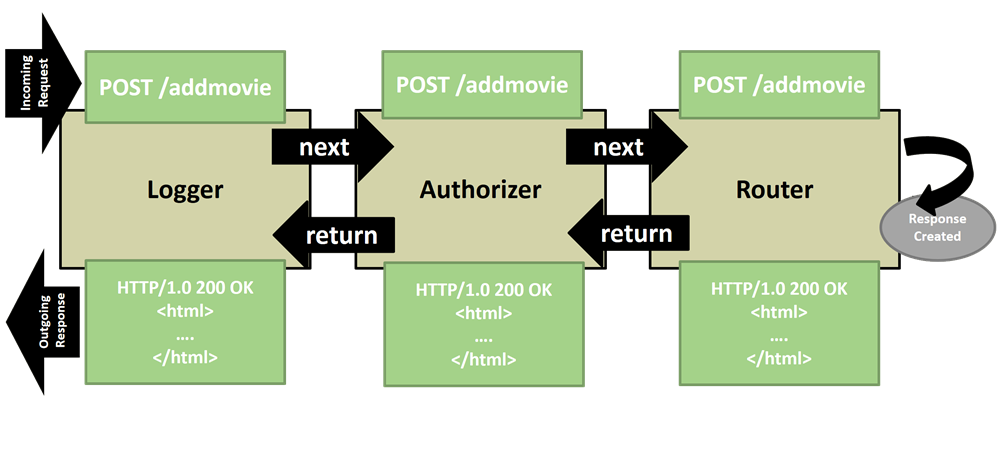 Incoming
Request
POST /addmovie
POST /addmovie
POST /addmovie
next
next
Logger
Authorizer
Router
return
return
Response
Created
Outgoing
Response
HTTP/1.0 200 OK
<html>
....
</html>
HTTP/1.0 200 OK
<html>
....
</html>
HTTP/1.0 200 OK
<html>
....
</html>